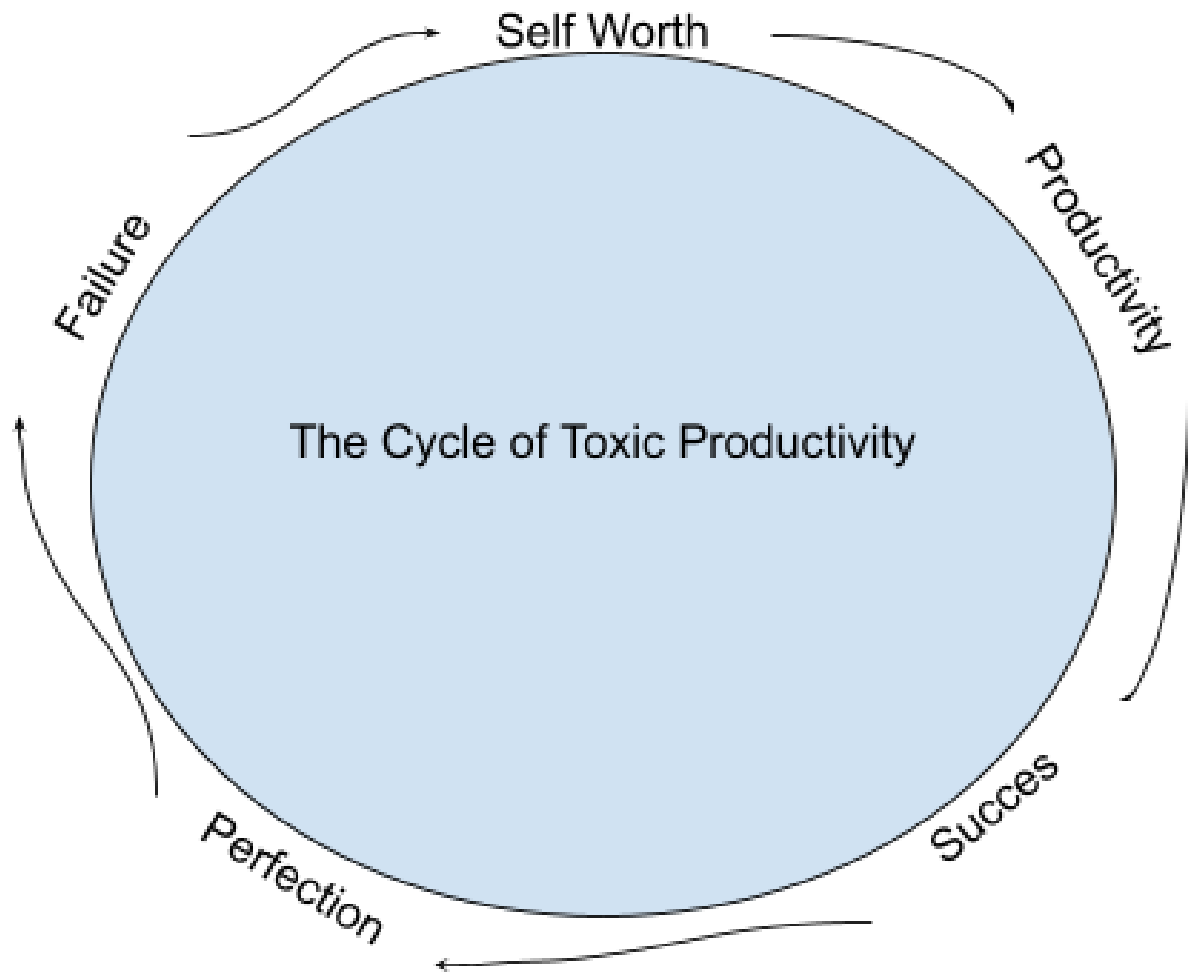 Self Worth
Productivity
Succes
Perfection
Failure
The Cycle of Toxic Productivity